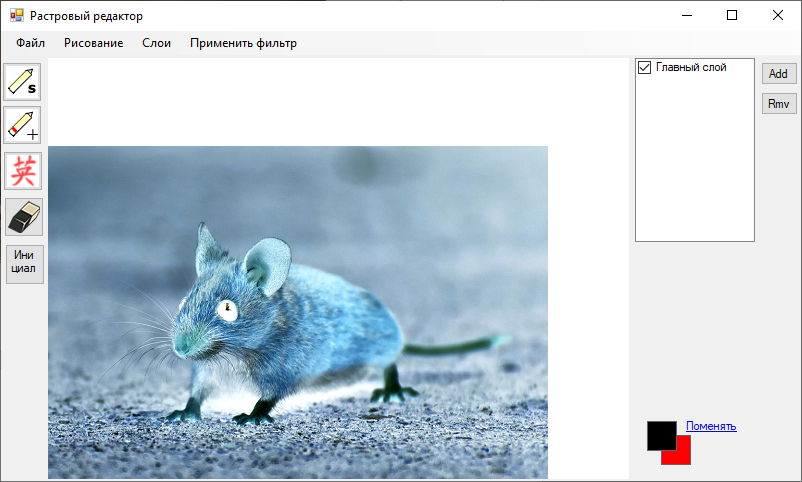 Растровый редактор
Файл Рисование Слои Применить фильтр
s
英
Ини
циал
Главный слой
Add
Rmv
Поменять